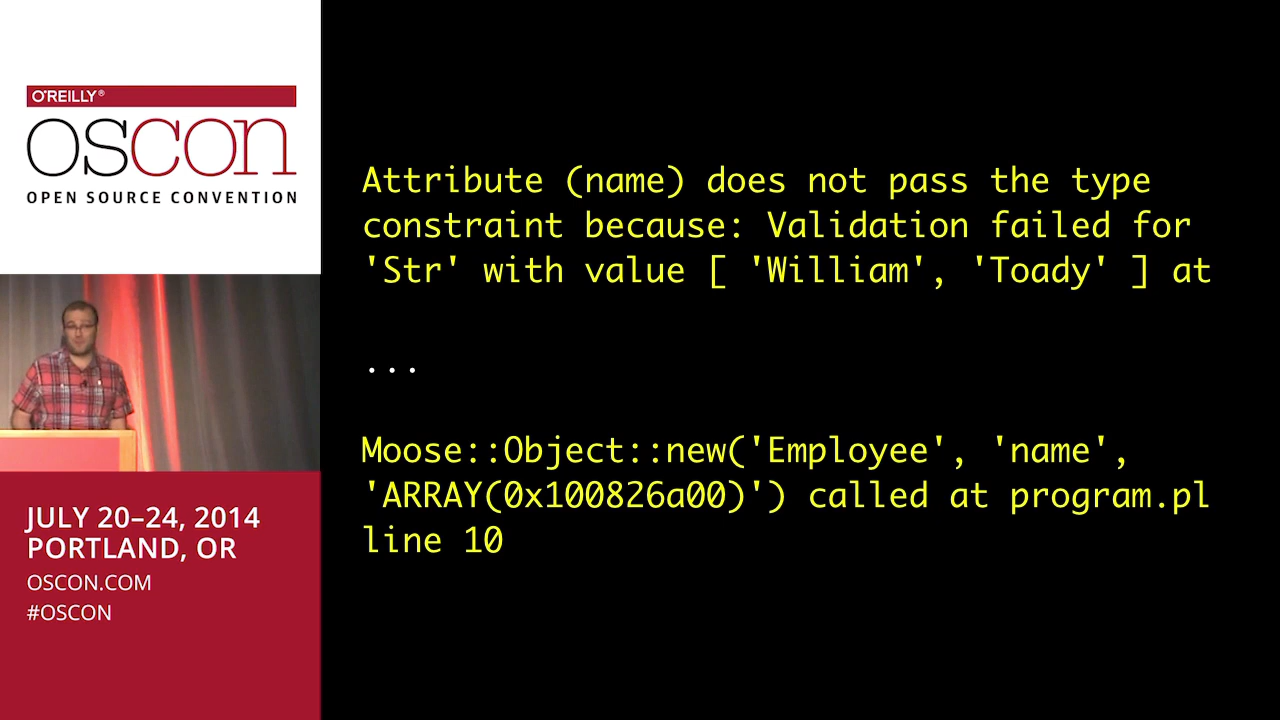 O'REILLY®
OSCON
OPEN SOURCE CONVENTION
JULY 20–24, 2014
PORTLAND, OR
OSCON.COM
#OSCON
Attribute (name) does not pass the type
constraint because: Validation failed for
'Str' with value [ 'William', 'Toady' ] at
...
Moose::Object::new('Employee', 'name',
'ARRAY(0x100826a00)') called at program.pl
line 10